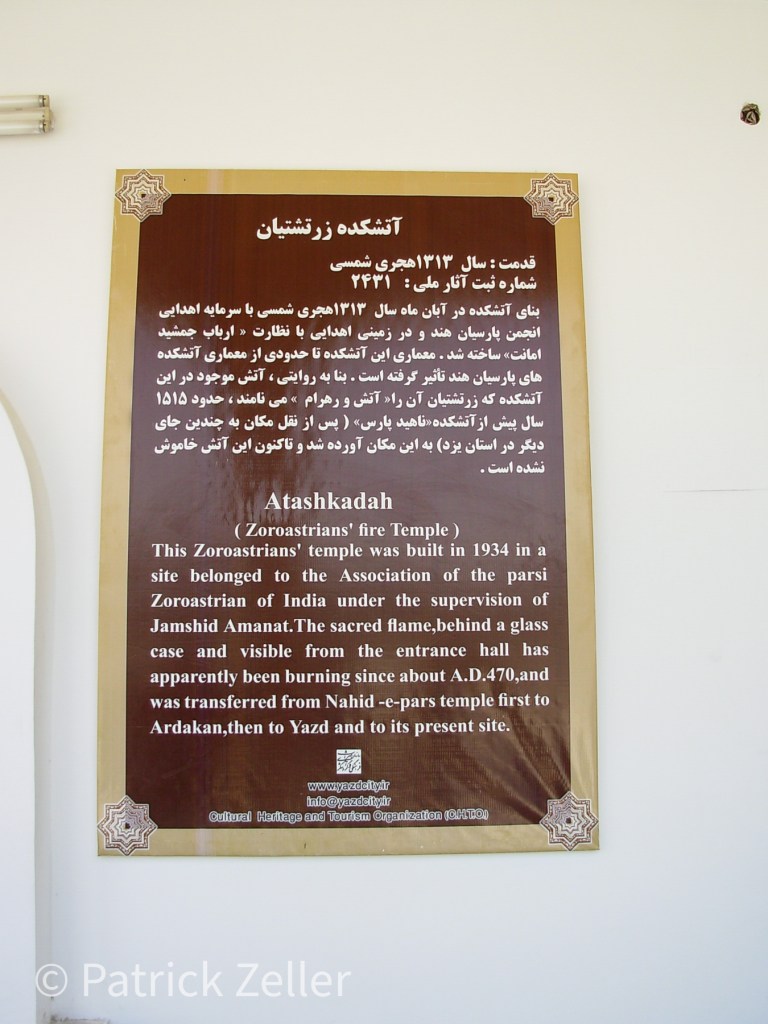 آتشکده زرتشتیان
قدمت : سال ۱۳۱۳هجری شمسی
شماره ثبت آثار ملی : ۲۴۳۱
بنای آتشکده در آبان ماه سال ۱۳۱۳هجری شمسی با سرمایه اهدایی
انجمن پارسیان هند و در زمینی اهدایی با نظارت « ارباب جمشید
امانت» ساخته شد . معماری این آتشکده تا حدودی از معماری آتشکده
های پارسیان هند تأثیر گرفته است . بنا به روایتی ، آتش موجود در این
آتشکده که زرتشتیان آن را« آتش و رهرام » می نامند ، حدود ۱۵۱۵
سال پیش ازآتشکده«ناهید پارس» ( پس از نقل مکان به چندین جای
دیگر در استان یزد) به این مکان آورده شد و تاکنون این آتش خاموش
نشده است .
Atashkadah
( Zoroastrians' fire Temple )
This Zoroastrians' temple was built in 1934 in a
site belonged to the Association of the parsi
Zoroastrian of India under the supervision of
Jamshid Amanat.The sacred flame,behind a glass
case and visible from the entrance hall has
apparently been burning since about A.D.470,and
was transferred from Nahid -e-pars temple first to
Ardakan,then to Yazd and to its present site.
www.yazdcity.ir
info@yazdcity.ir
Cultural Heritage and Tourism Organization (C.H.T.O)
© Patrick Zeller